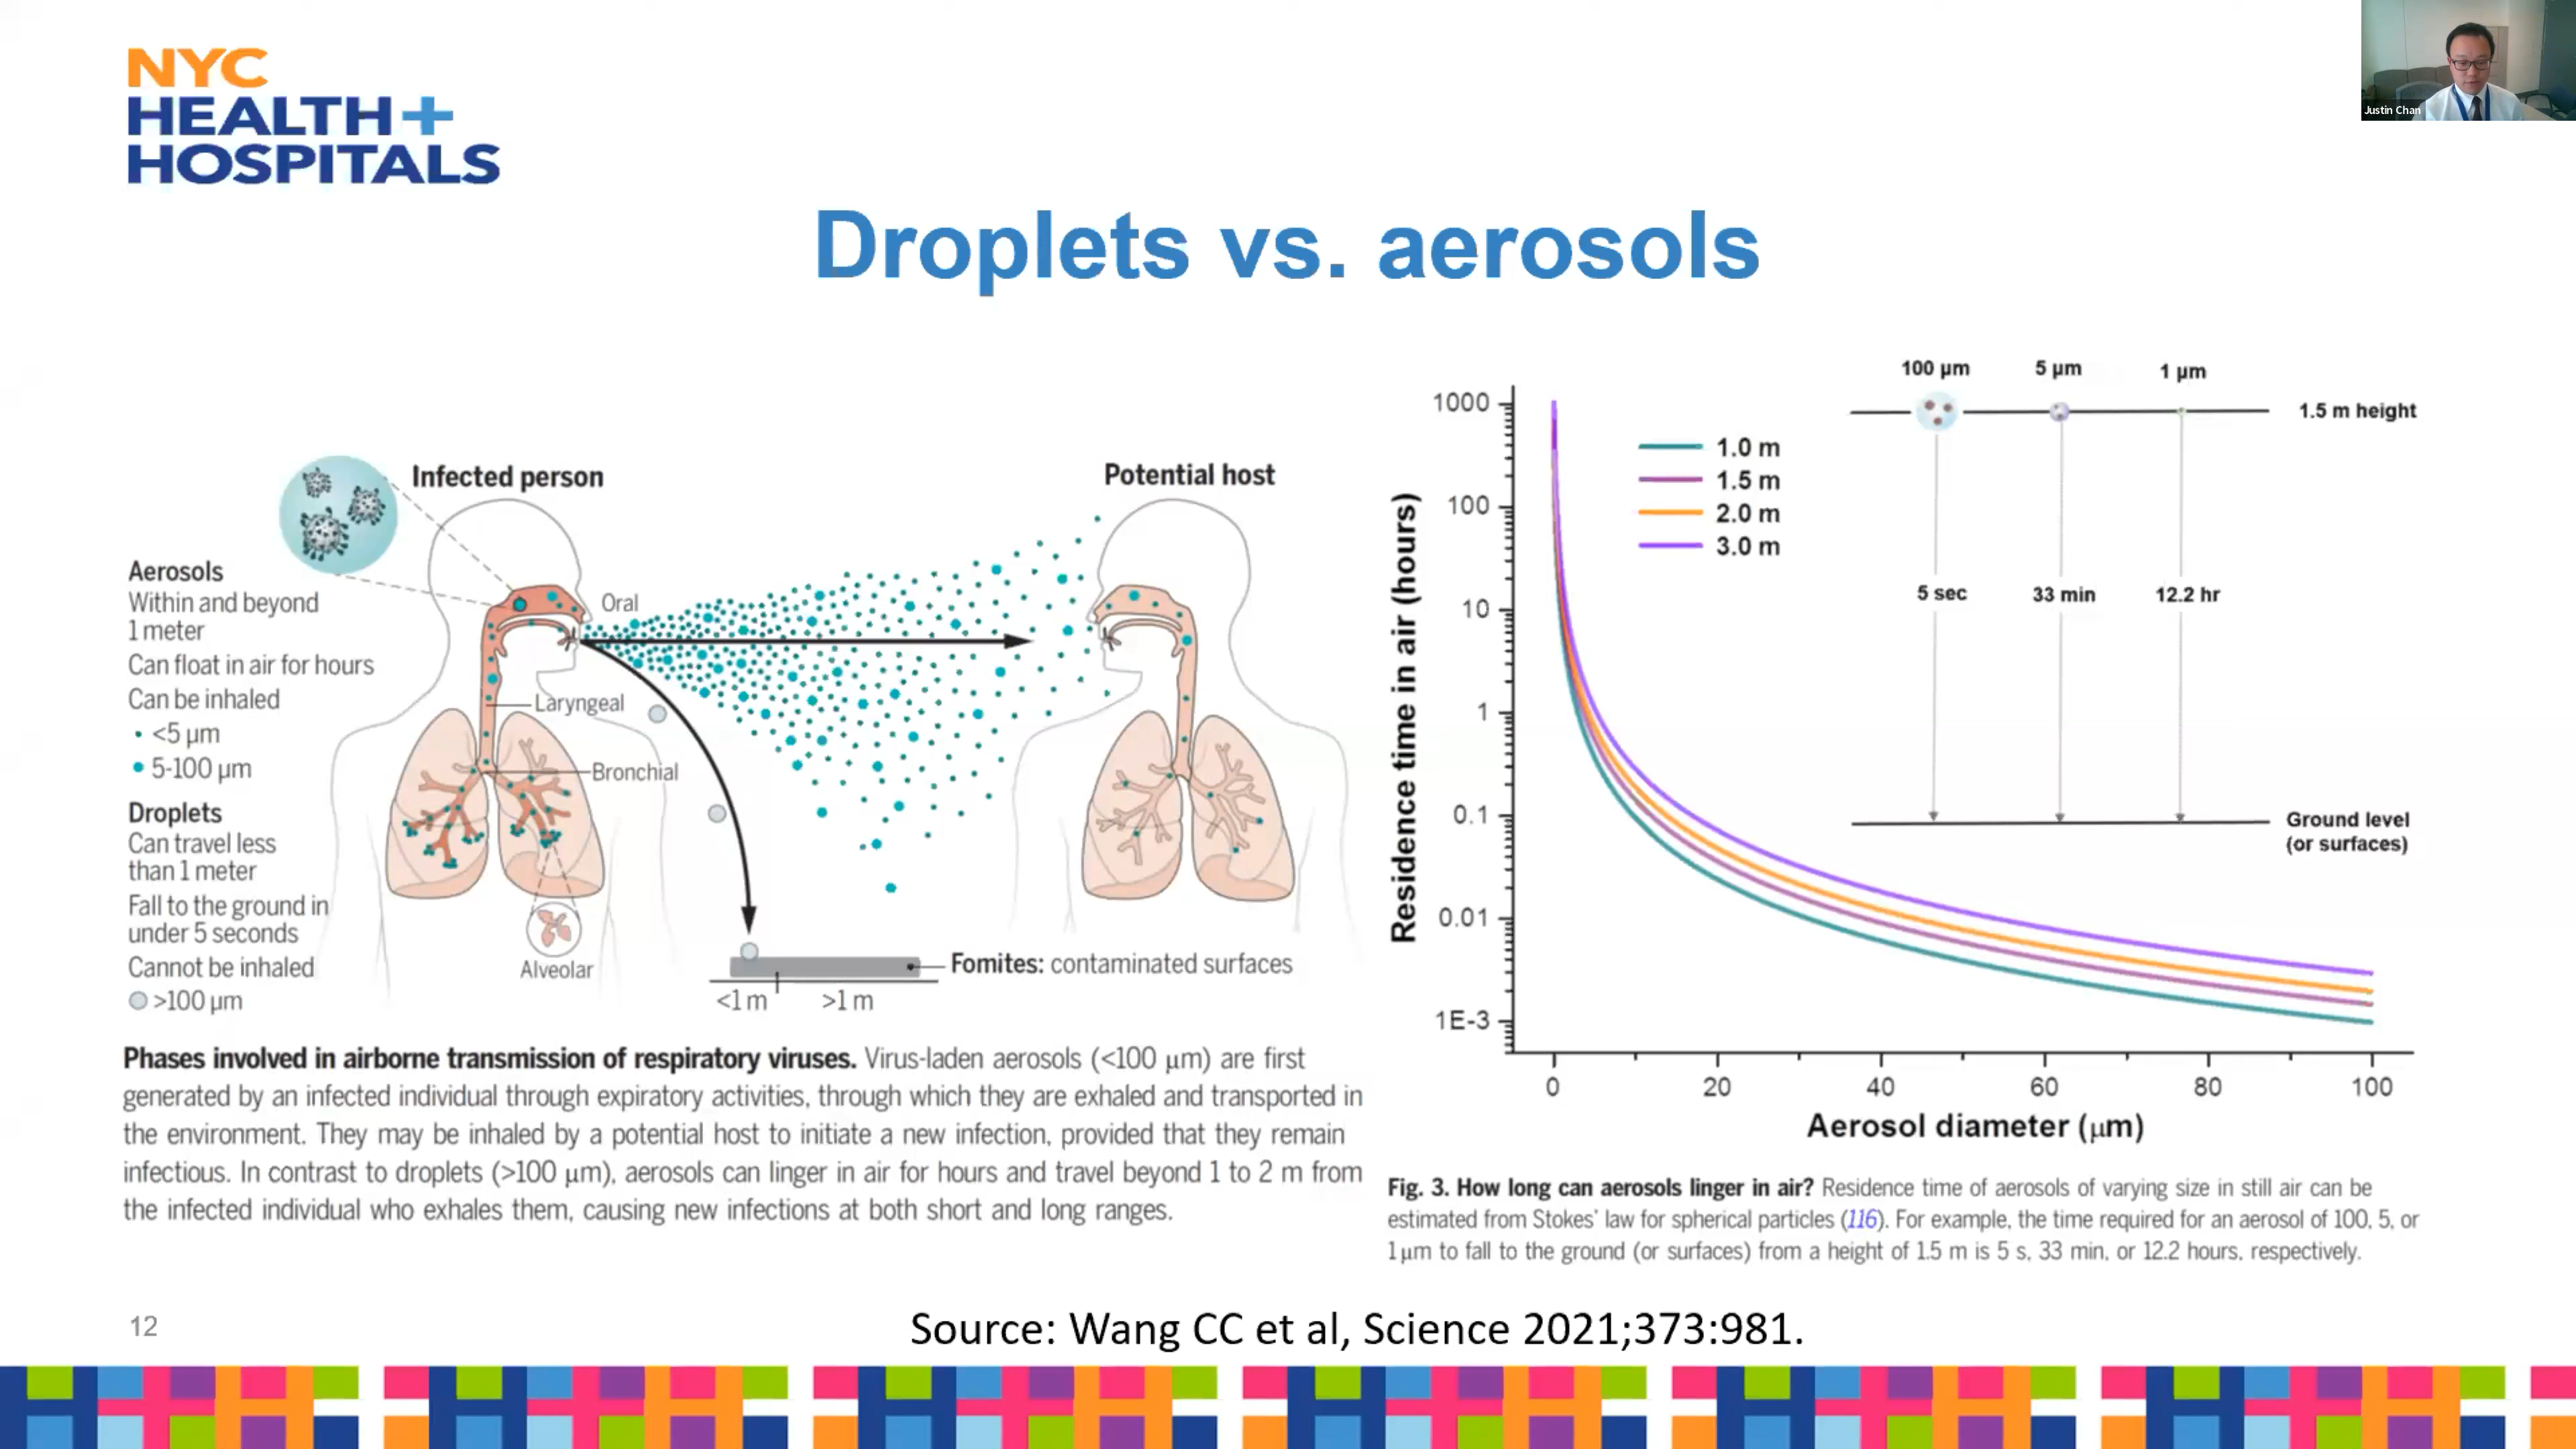 NYC
HEALTH+
HOSPITALS
Justin Chan
Droplets vs. aerosols
Infected person
Potential host
Aerosols
Within and beyond
1 meter
Can float in air for hours
Can be inhaled
• <5 µm
• 5-100 µm
Droplets
Can travel less
than 1 meter
Fall to the ground in
under 5 seconds
Cannot be inhaled
>100 µm
Oral
Laryngeal
Bronchial
Alveolar
Fomites: contaminated surfaces
<1 m
>1 m
Phases involved in airborne transmission of respiratory viruses. Virus-laden aerosols (<100 µm) are first
generated by an infected individual through expiratory activities, through which they are exhaled and transported in
the environment. They may be inhaled by a potential host to initiate a new infection, provided that they remain
infectious. In contrast to droplets (>100 µm), aerosols can linger in air for hours and travel beyond 1 to 2 m from
the infected individual who exhales them, causing new infections at both short and long ranges.
Residence time in air (hours)
1000
100
10
1
0.1
0.01
1E-3
1.0 m
1.5 m
2.0 m
3.0 m
100 µm
5 µm
1 µm
1.5 m height
5 sec
33 min
12.2 hr
Ground level
(or surfaces)
0
20
40
60
80
100
Aerosol diameter (µm)
Fig. 3. How long can aerosols linger in air? Residence time of aerosols of varying size in still air can be
estimated from Stokes' law for spherical particles (116). For example, the time required for an aerosol of 100, 5, or
1 µm to fall to the ground (or surfaces) from a height of 1.5 m is 5 s, 33 min, or 12.2 hours, respectively.
12
Source: Wang CC et al, Science 2021;373:981.